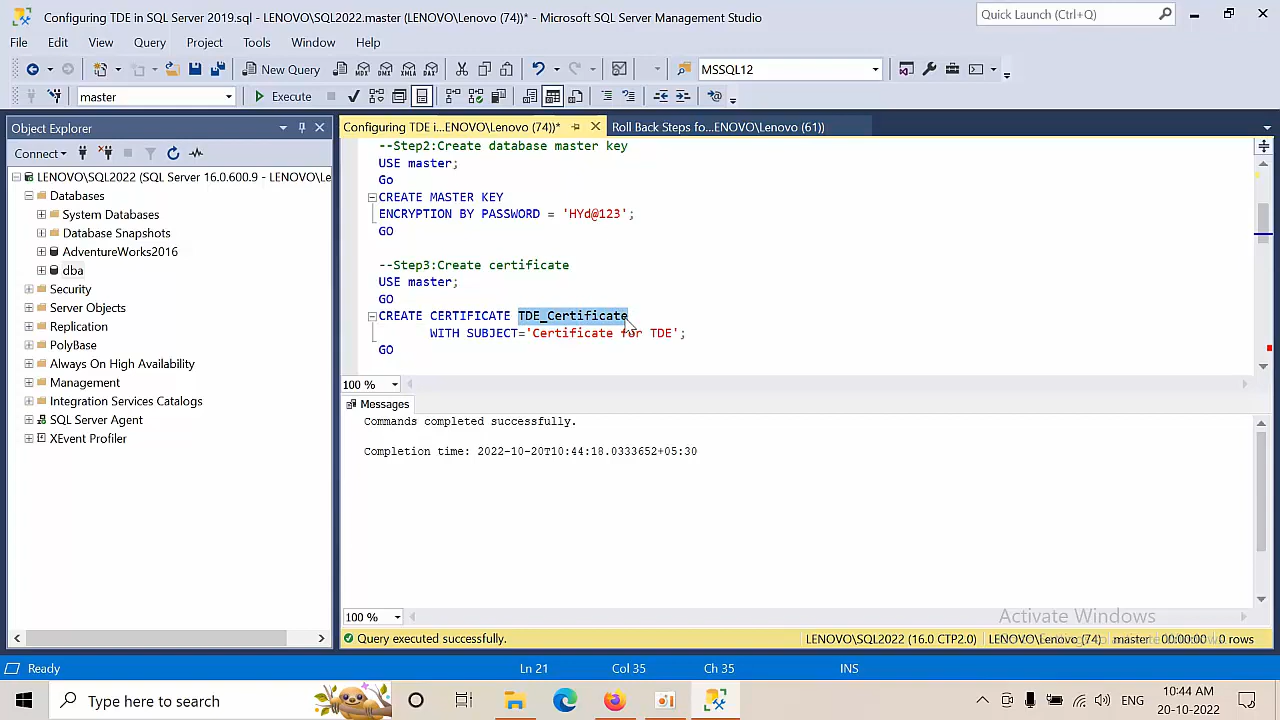 Configuring TDE in SQL Server 2019.sql - LENOVO\SQL2022.master (LENOVO\Lenovo (74))* - Microsoft SQL Server Management Studio
Quick Launch (Ctrl+Q)
File Edit View Query Project Tools Window Help
New Query
MDX DMX XMLA DAX
MSSQL12
master
Execute
Object Explorer
Configuring TDE i...ENOVO\Lenovo (74))*
Roll Back Steps fo...ENOVO\Lenovo (61))
Connect
LENOVO\SQL2022 (SQL Server 16.0.600.9 - LENOVO\Le
Databases
System Databases
Database Snapshots
AdventureWorks2016
dba
Security
Server Objects
Replication
PolyBase
Always On High Availability
Management
Integration Services Catalogs
SQL Server Agent
XEvent Profiler
--Step2:Create database master key
USE master;
Go
CREATE MASTER KEY
ENCRYPTION BY PASSWORD = 'HYd@123';
GO
--Step3:Create certificate
USE master;
GO
CREATE CERTIFICATE TDE_Certificate
WITH SUBJECT='Certificate for TDE';
GO
100 %
Messages
Commands completed successfully.
Completion time: 2022-10-20T10:44:18.0333652+05:30
100 %
Activate Windows
Query executed successfully.
LENOVO\SQL2022 (16.0 CTP2.0) LENOVO\Lenovo (74) master 00:00:00 0 rows
Ready
Ln 21
Col 35
Ch 35
INS
Type here to search
ENG
10:44 AM
20-10-2022